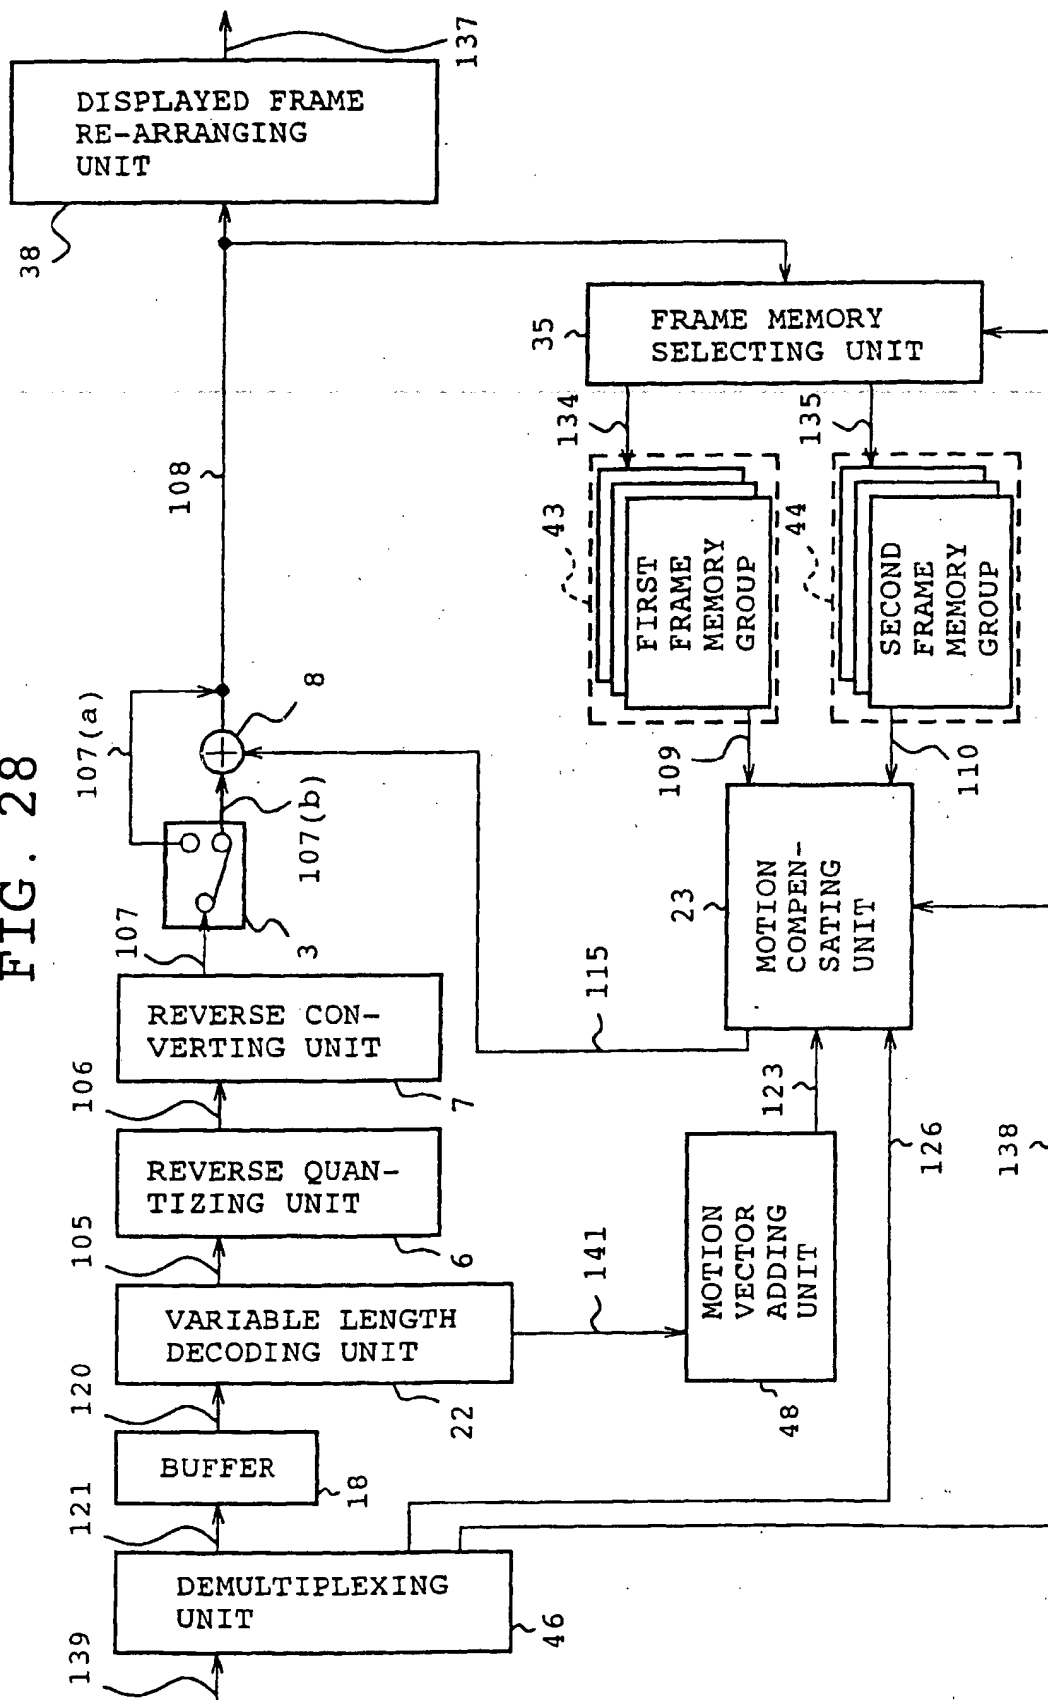 FIG. 28
139
DEMULTIPLEXING
UNIT
46
121
BUFFER
18
120
VARIABLE LENGTH
DECODING UNIT
22
105
REVERSE QUAN-
TIZING UNIT
6
106
REVERSE CON-
VERTING UNIT
7
107
3
107(a)
107(b)
8
108
DISPLAYED FRAME
RE-ARRANGING
UNIT
38
137
141
MOTION
VECTOR
ADDING
UNIT
48
123
126
115
MOTION
COMPEN-
SATING
UNIT
23
109
110
FIRST
FRAME
MEMORY
GROUP
43
SECOND
FRAME
MEMORY
GROUP
44
134
135
FRAME MEMORY
SELECTING UNIT
35
138